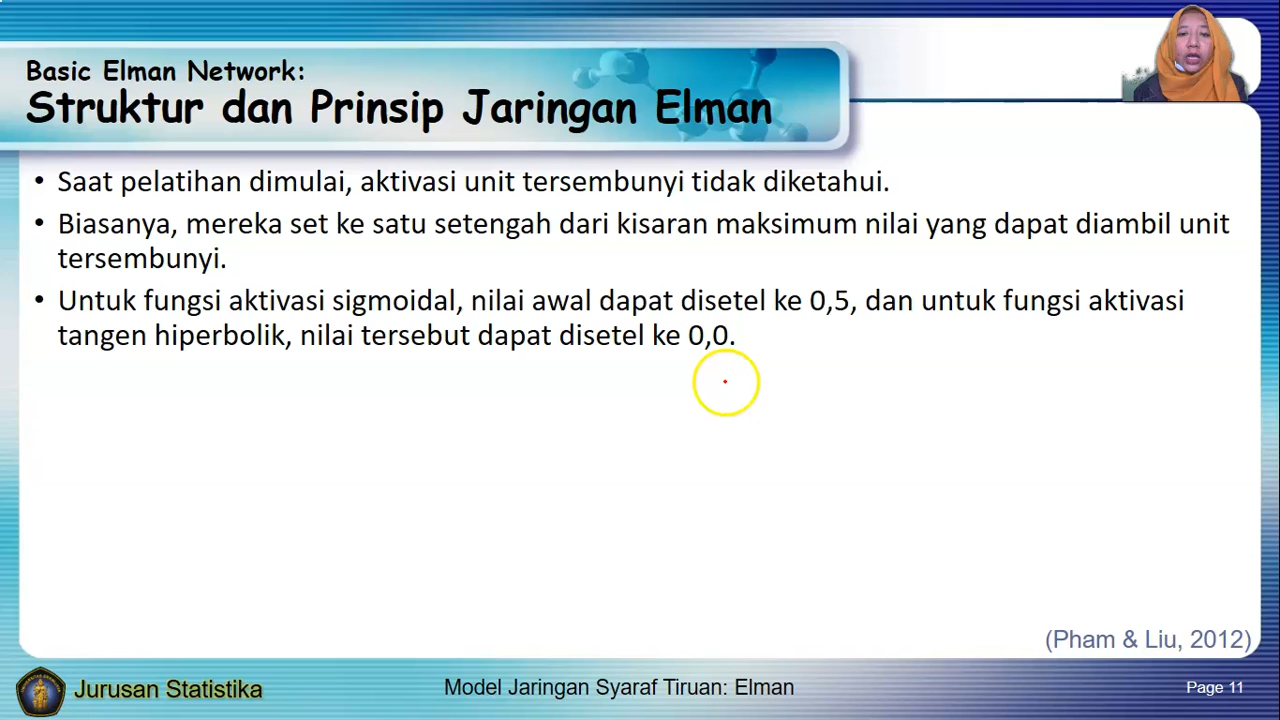 Basic Elman Network:
Struktur dan Prinsip Jaringan Elman
• Saat pelatihan dimulai, aktivasi unit tersembunyi tidak diketahui.
• Biasanya, mereka set ke satu setengah dari kisaran maksimum nilai yang dapat diambil unit
tersembunyi.
• Untuk fungsi aktivasi sigmoidal, nilai awal dapat disetel ke 0,5, dan untuk fungsi aktivasi
tangen hiperbolik, nilai tersebut dapat disetel ke 0,0.
(Pham & Liu, 2012)
Jurusan Statistika
Model Jaringan Syaraf Tiruan: Elman
Page 11